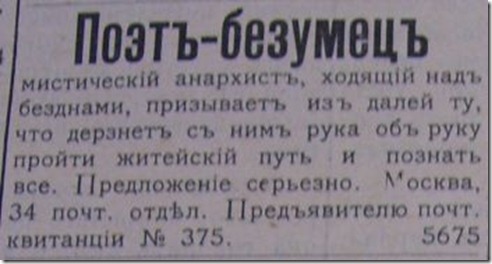 Поэтъ-безумецъ
мистическій анархистъ, ходящій надъ
безднами, призываетъ изъ далей ту,
что дерзнетъ съ нимъ рука объ руку
пройти житейскій путь и познать
все. Предложеніе серьезно. Москва,
34 почт. отдѣл. Предъявителю почт.
квитанціи № 375. 5675